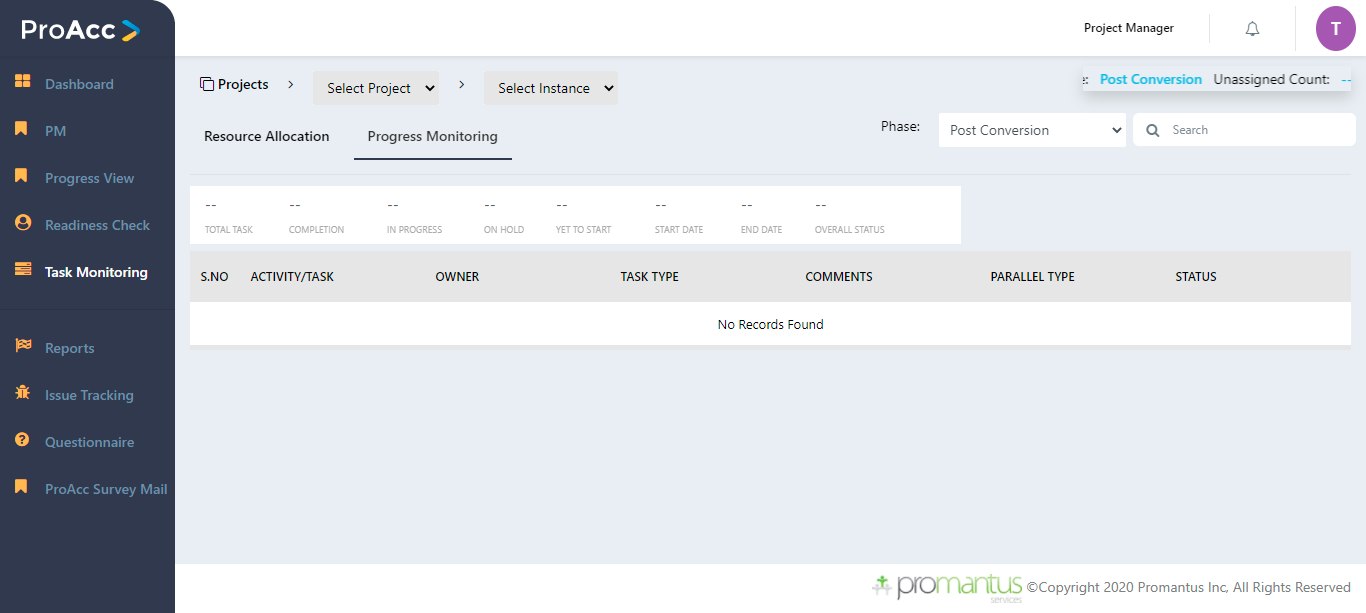 ProAcc
Dashboard
PM
Progress View
Readiness Check
Task Monitoring
Reports
Issue Tracking
Questionnaire
ProAcc Survey Mail
Project Manager
T
Projects > Select Project > Select Instance
: Post Conversion Unassigned Count: --
Resource Allocation Progress Monitoring
Phase: Post Conversion Search
-- -- -- -- -- -- -- --
TOTAL TASK COMPLETION IN PROGRESS ON HOLD YET TO START START DATE END DATE OVERALL STATUS
S.NO ACTIVITY/TASK OWNER TASK TYPE COMMENTS PARALLEL TYPE STATUS
No Records Found
promantus
services
©Copyright 2020 Promantus Inc, All Rights Reserved